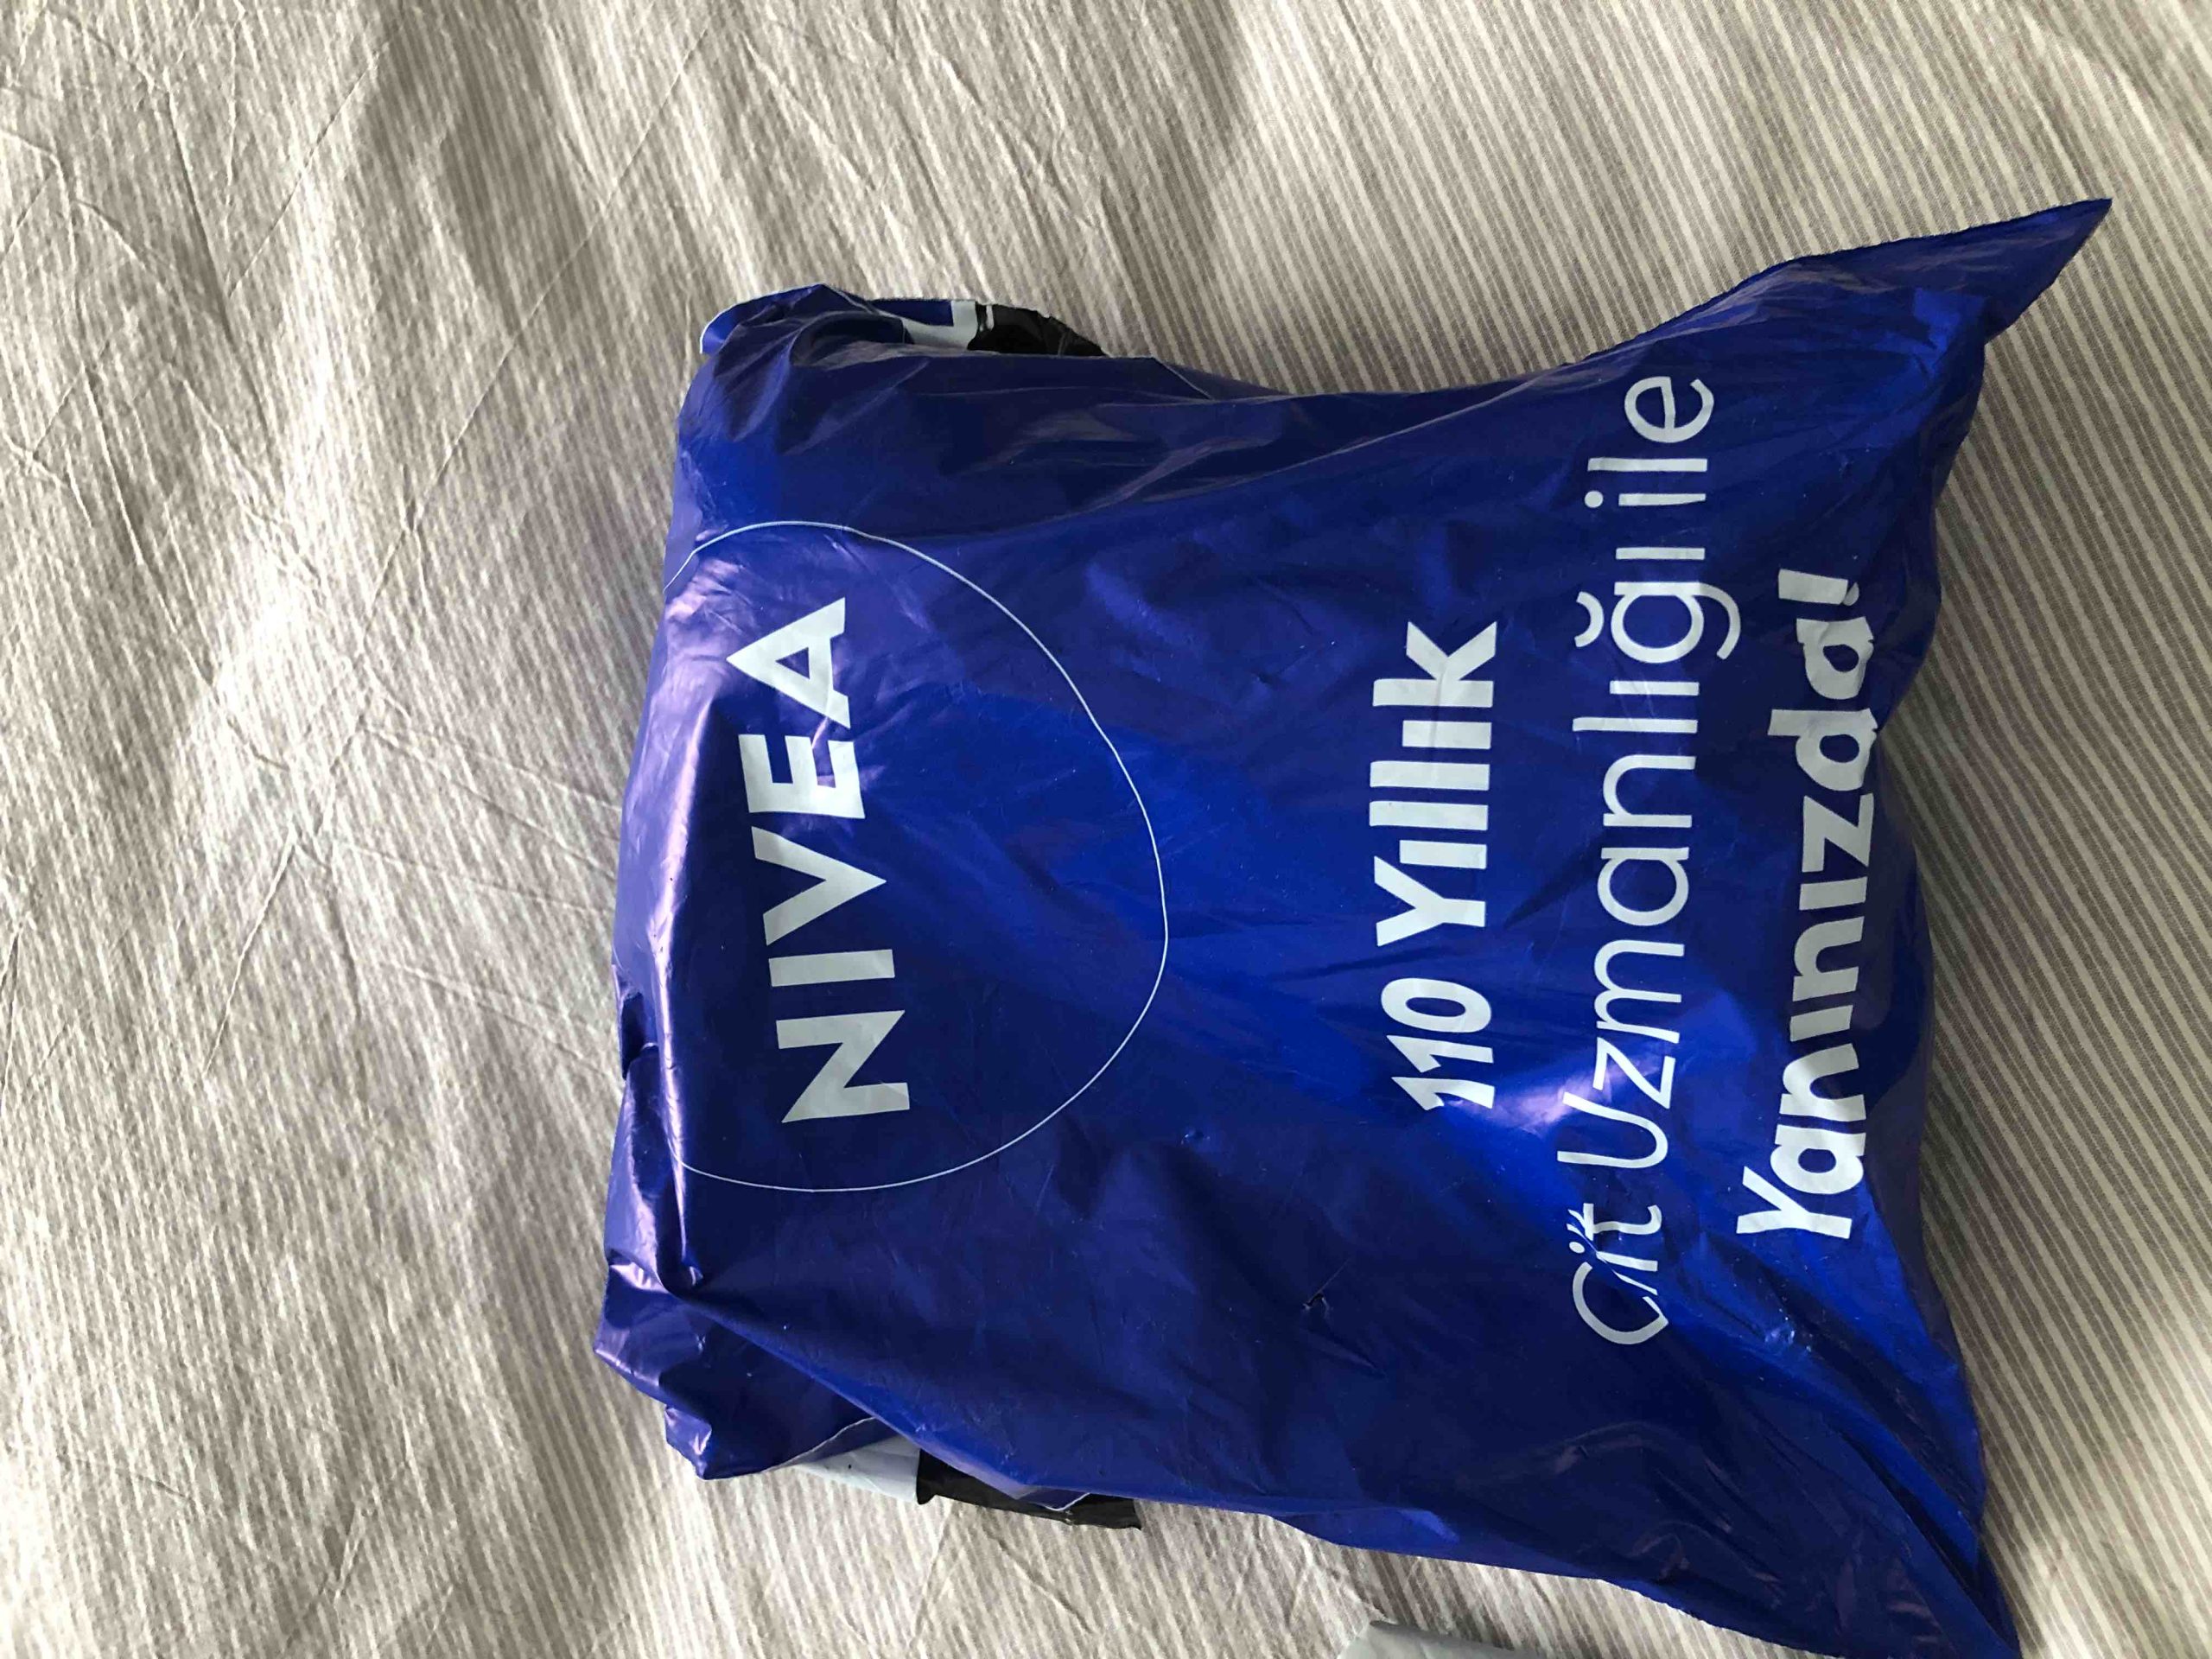 NIVEA
110 Yıllık
Cilt Uzmanlığı ile
Yanınızda!